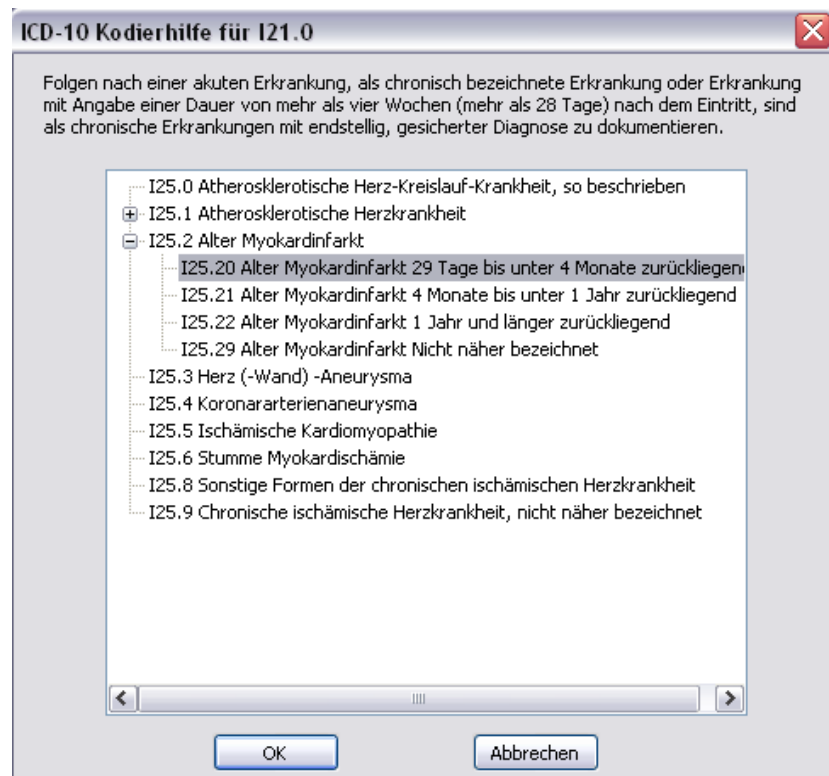 ICD-10 Kodierhilfe für I21.0
Folgen nach einer akuten Erkrankung, als chronisch bezeichnete Erkrankung oder Erkrankung
mit Angabe einer Dauer von mehr als vier Wochen (mehr als 28 Tage) nach dem Eintritt, sind
als chronische Erkrankungen mit endstellig, gesicherter Diagnose zu dokumentieren.
I25.0 Atherosklerotische Herz-Kreislauf-Krankheit, so beschrieben
I25.1 Atherosklerotische Herzkrankheit
I25.2 Alter Myokardinfarkt
I25.20 Alter Myokardinfarkt 29 Tage bis unter 4 Monate zurückliegen
I25.21 Alter Myokardinfarkt 4 Monate bis unter 1 Jahr zurückliegend
I25.22 Alter Myokardinfarkt 1 Jahr und länger zurückliegend
I25.29 Alter Myokardinfarkt Nicht näher bezeichnet
I25.3 Herz (-Wand) -Aneurysma
I25.4 Koronararterienaneurysma
I25.5 Ischämische Kardiomyopathie
I25.6 Stumme Myokardischämie
I25.8 Sonstige Formen der chronischen ischämischen Herzkrankheit
I25.9 Chronische ischämische Herzkrankheit, nicht näher bezeichnet
OK
Abbrechen